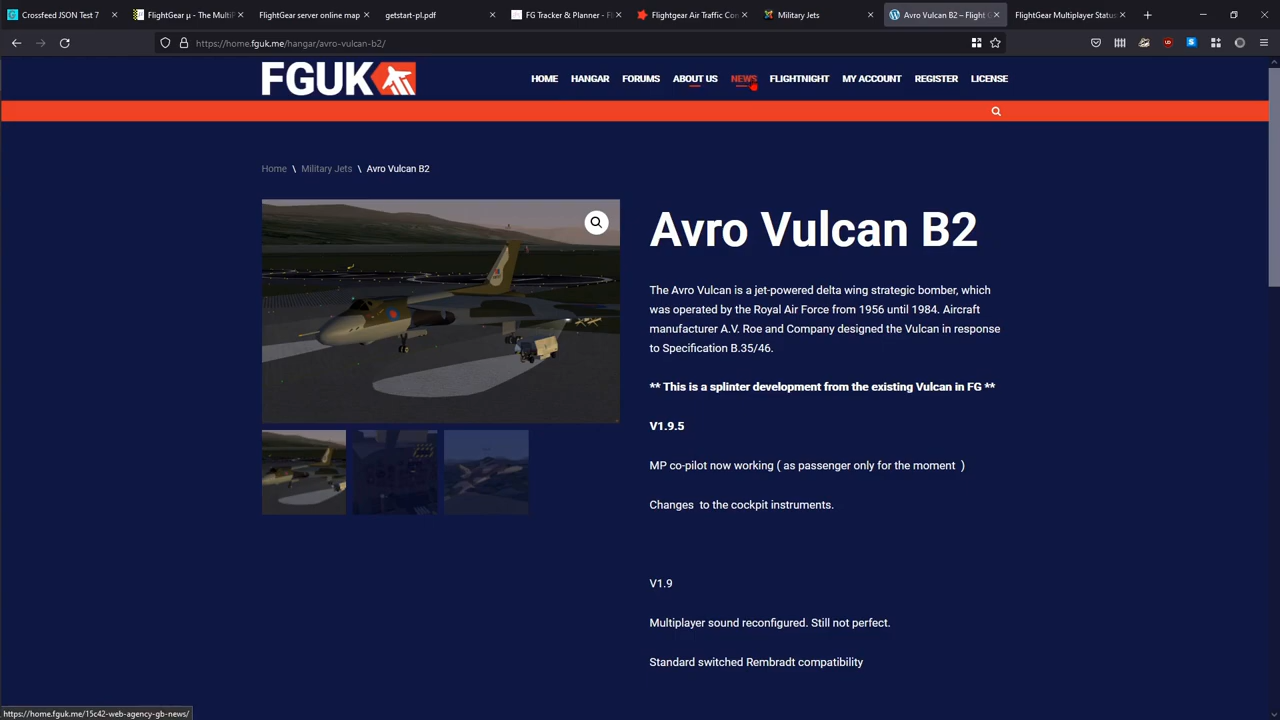 Crossfeed JSON Test 7
FlightGear μ - The MultiP
FlightGear server online map
getstart-pl.pdf
FG Tracker & Planner - Fl
Flightgear Air Traffic Con
Military Jets
Avro Vulcan B2 – Flight G
FlightGear Multiplayer Status
https://home.fguk.me/hangar/avro-vulcan-b2/
FGUK
HOME
HANGAR
FORUMS
ABOUT US
NEWS
FLIGHTNIGHT
MY ACCOUNT
REGISTER
LICENSE
Home \ Military Jets \ Avro Vulcan B2
Avro Vulcan B2
The Avro Vulcan is a jet-powered delta wing strategic bomber, which
was operated by the Royal Air Force from 1956 until 1984. Aircraft
manufacturer A.V. Roe and Company designed the Vulcan in response
to Specification B.35/46.
** This is a splinter development from the existing Vulcan in FG **
V1.9.5
MP co-pilot now working ( as passenger only for the moment )
Changes to the cockpit instruments.
V1.9
Multiplayer sound reconfigured. Still not perfect.
Standard switched Rembradt compatibility
https://home.fguk.me/15c42-web-agency-gb-news/